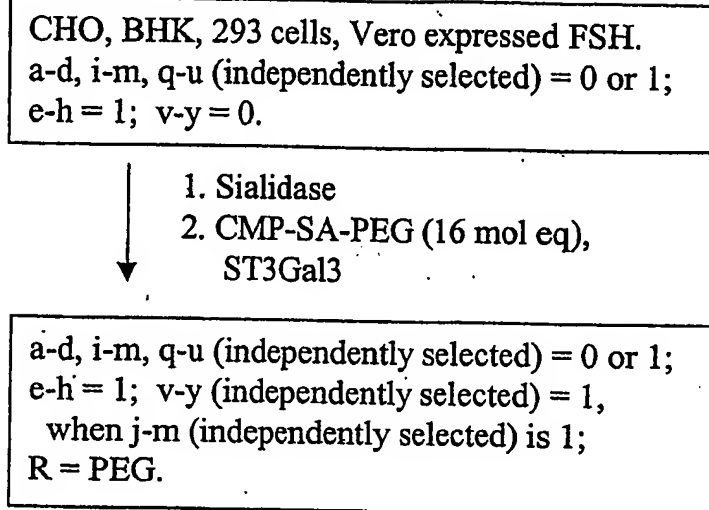 CHO, BHK, 293 cells, Vero expressed FSH.
a-d, i-m, q-u (independently selected) = 0 or 1;
e-h = 1; v-y = 0.
1. Sialidase
2. CMP-SA-PEG (16 mol eq),
ST3Gal3
a-d, i-m, q-u (independently selected) = 0 or 1;
e-h = 1; v-y (independently selected) = 1,
when j-m (independently selected) is 1;
R = PEG.